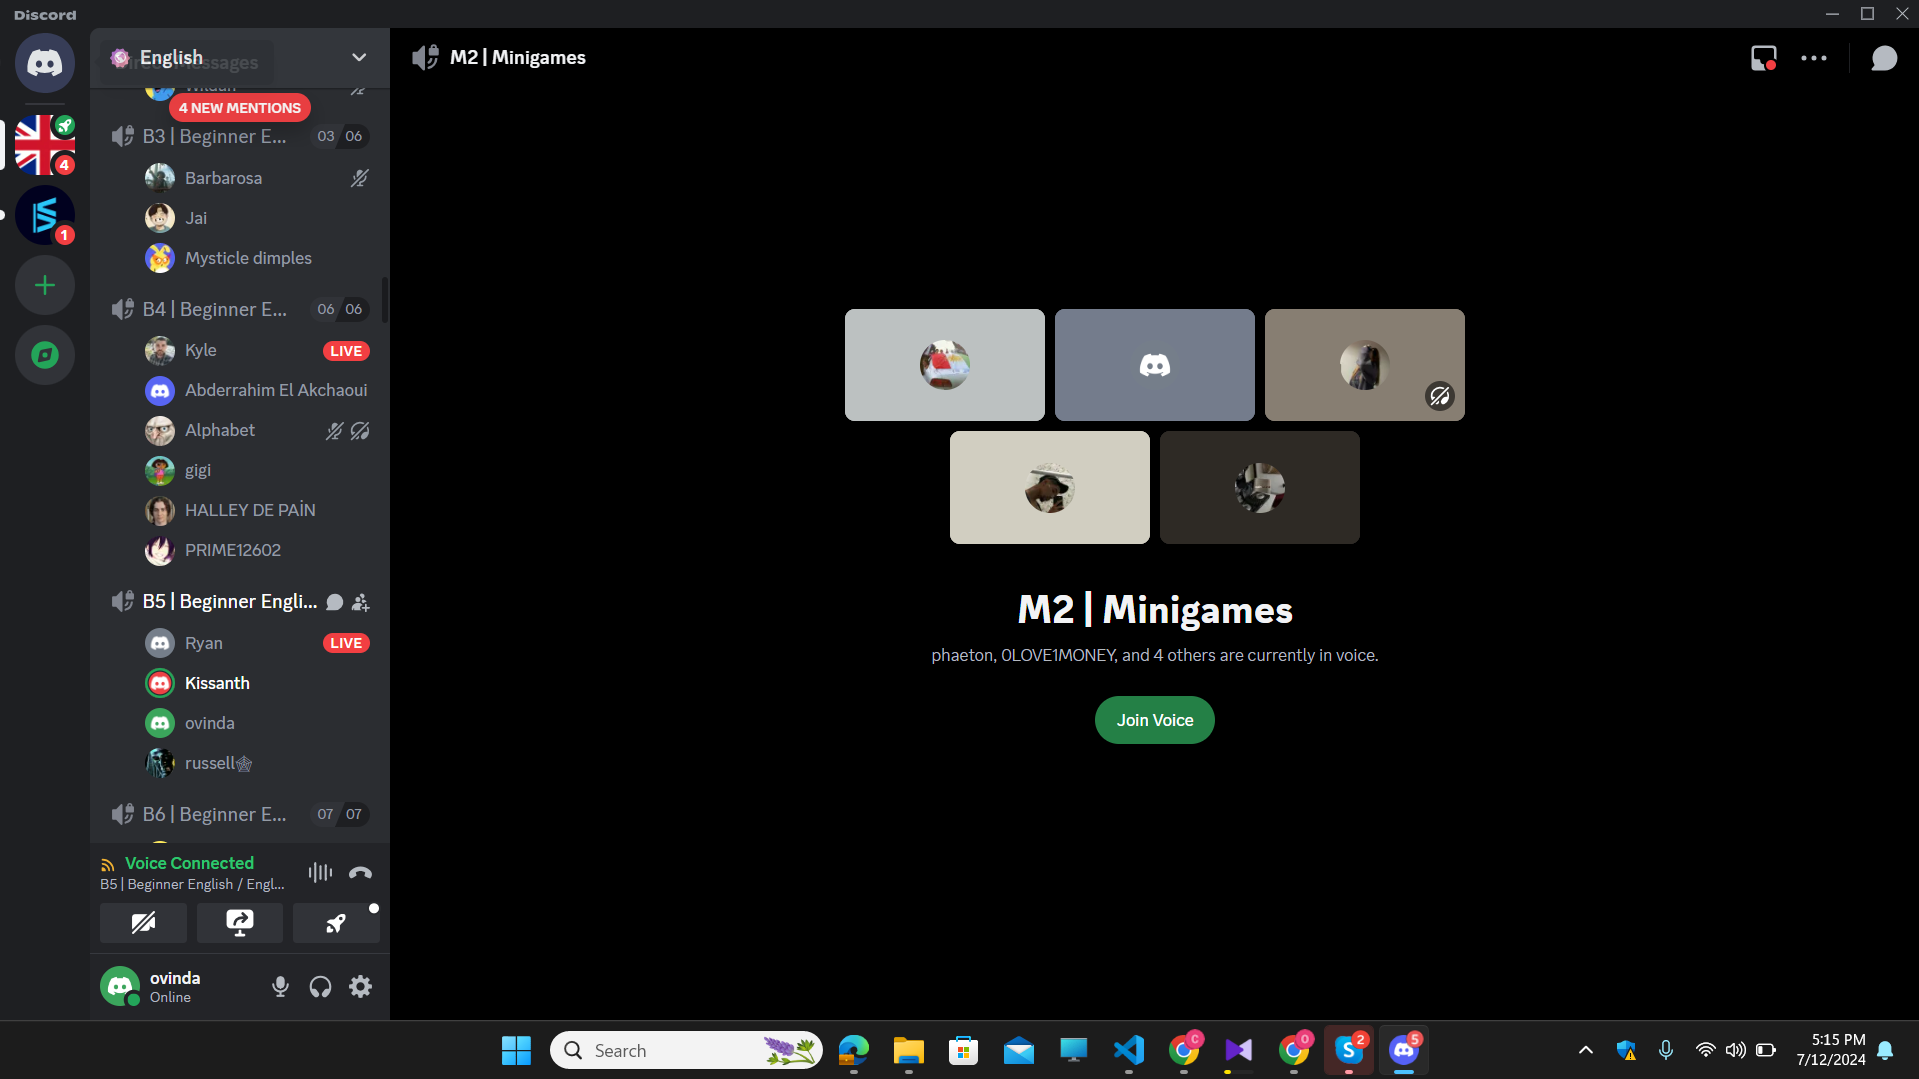 Discord
English
4 NEW MENTIONS
B3 | Beginner E... 03 06
Barbarosa
Jai
Mysticle dimples
B4 | Beginner E... 06 06
Kyle LIVE
Abderrahim El Akchaoui
Alphabet
gigi
HALLEY DE PAİN
PRIME12602
B5 | Beginner Engli...
Ryan LIVE
Kissanth
ovinda
russell
B6 | Beginner E... 07 07
Voice Connected
B5 | Beginner English / Engl...
ovinda
Online
4
1
M2 | Minigames
M2 | Minigames
phaeton, 0LOVE1MONEY, and 4 others are currently in voice.
Join Voice
Search
C
O
2
5
5:15 PM
7/12/2024